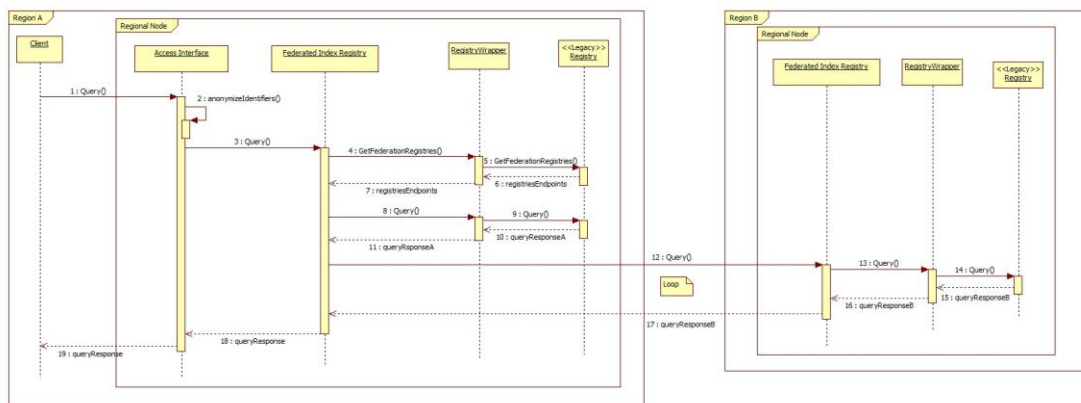 Region A
Regional Node
Client
Access Interface
Federated Index Registry
RegistryWrapper
<<Legacy>>
Registry
1 : Query()
2 : anonymizeIdentifiers()
3 : Query()
4 : GetFederationRegistries()
5 : GetFederationRegistries()
6 : registriesEndpoints
7 : registriesEndpoints
8 : Query()
9 : Query()
10 : queryResponseA
11 : queryRsponseA
12 : Query()
Loop
17 : queryResponseB
18 : queryResponse
19 : queryResponse
Region B
Regional Node
Federated Index Registry
RegistryWrapper
<<Legacy>>
Registry
13 : Query()
14 : Query()
15 : queryResponseB
16 : queryResponseB